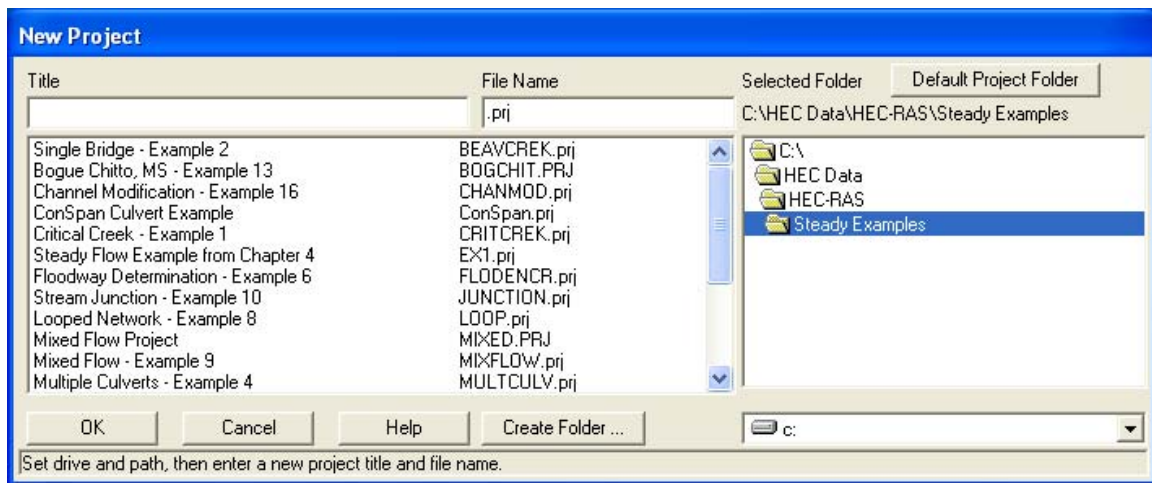 New Project
Title File Name Selected Folder Default Project Folder
.prj C:\HEC Data\HEC-RAS\Steady Examples
Single Bridge - Example 2 BEAVCREK.prj C:\
Bogue Chitto, MS - Example 13 BOGCHIT.PRJ HEC Data
Channel Modification - Example 16 CHANMOD.prj HEC-RAS
ConSpan Culvert Example ConSpan.prj Steady Examples
Critical Creek - Example 1 CRITCREK.prj
Steady Flow Example from Chapter 4 EX1.prj
Floodway Determination - Example 6 FLODENCR.prj
Stream Junction - Example 10 JUNCTION.prj
Looped Network - Example 8 LOOP.prj
Mixed Flow Project MIXED.PRJ
Mixed Flow - Example 9 MIXFLOW.prj
Multiple Culverts - Example 4 MULTCULV.prj
OK Cancel Help Create Folder ... c:
Set drive and path, then enter a new project title and file name.